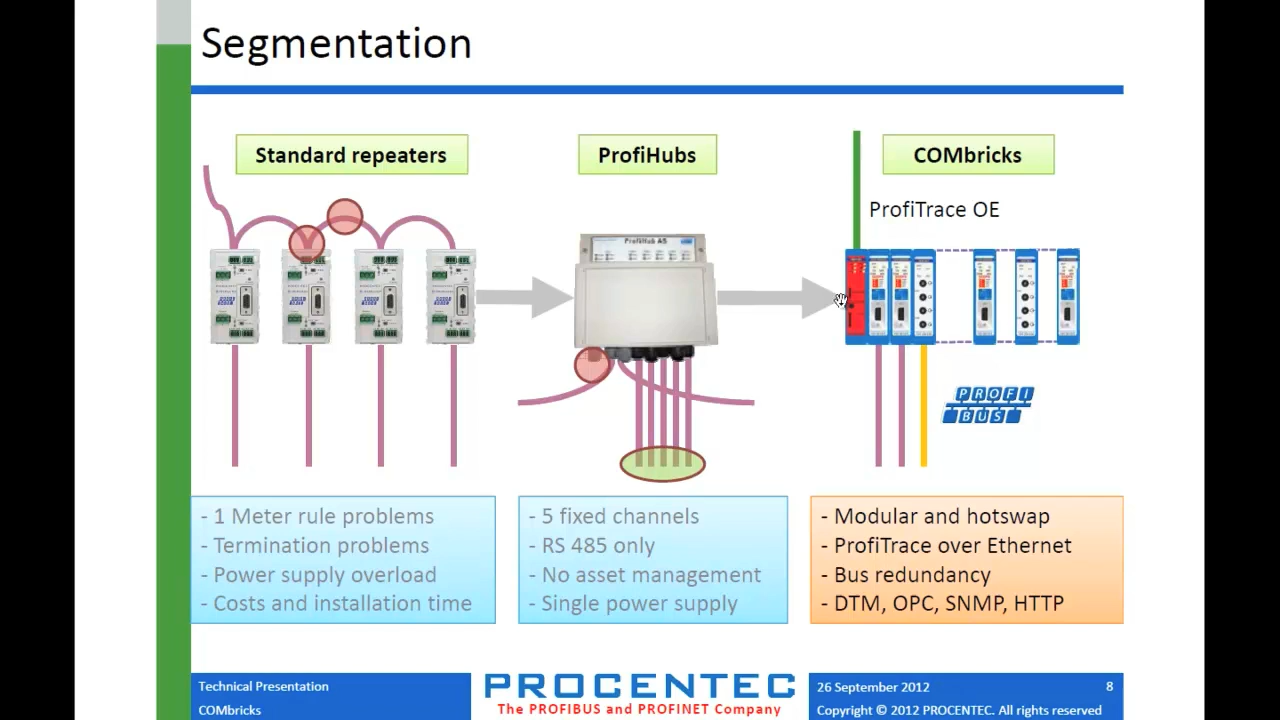 Segmentation
Standard repeaters
ProfiHubs
COMbricks
ProfiTrace OE
ProfiHub A5
PROFI
BUS
- 1 Meter rule problems
- Termination problems
- Power supply overload
- Costs and installation time
- 5 fixed channels
- RS 485 only
- No asset management
- Single power supply
- Modular and hotswap
- ProfiTrace over Ethernet
- Bus redundancy
- DTM, OPC, SNMP, HTTP
Technical Presentation
COMbricks
PROCENTEC
The PROFIBUS and PROFINET Company
26 September 2012
8
Copyright © 2012 PROCENTEC. All rights reserved